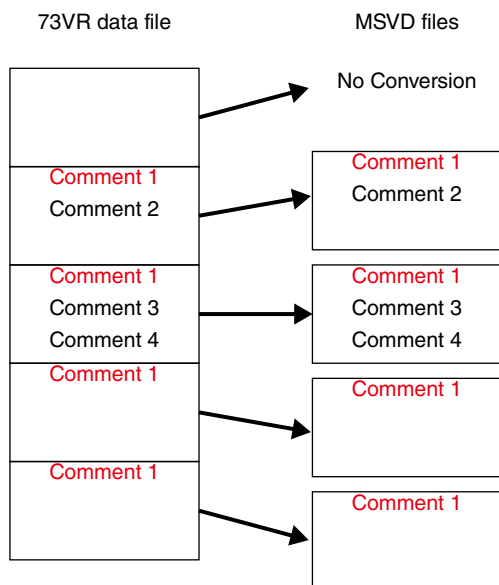 73VR data file
MSVD files
No Conversion
Comment 1
Comment 2
Comment 1
Comment 2
Comment 1
Comment 3
Comment 4
Comment 1
Comment 3
Comment 4
Comment 1
Comment 1
Comment 1
Comment 1